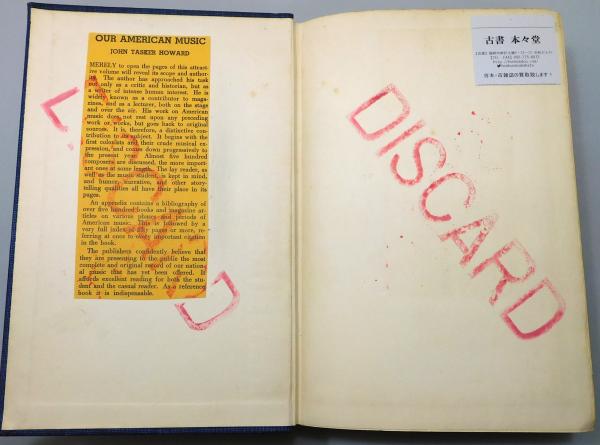 OUR AMERICAN MUSIC
JOHN TASKER HOWARD
MERELY to open the pages of this attrac-
tive volume will reveal its scope and author-
ity. The author has approached his task
not only as a critic and historian, but as
a writer of intense human interest. He is
widely known as a contributor to maga-
zines, and as a lecturer, both on the stage
and over the air. His work on American
music does not rest upon any preceding
work or works, but goes back to original
sources. It is, therefore, a distinctive con-
tribution to its subject. It begins with the
first colonists and their crude musical ex-
pression, and comes down progressively to
the present year. Almost five hundred
composers are discussed, the more import-
ant ones at some length. The lay reader, as
well as the music student, is kept in mind,
and humor, narrative, and other story-
telling qualities all have their place in its
pages.
An appendix contains a bibliography of
over five hundred books and magazine ar-
ticles on various phases and periods of
American music. This is followed by a
very full index of fifty pages or more, re-
ferring at once to every important citation
in the book.
The publishers confidently believe that
they are presenting to the public the most
complete and original record of our nation-
al music that has yet been offered. It
affords excellent reading for both the stu-
dent and the casual reader. As a reference
book it is indispensable.
DISCARD
古書 本々堂